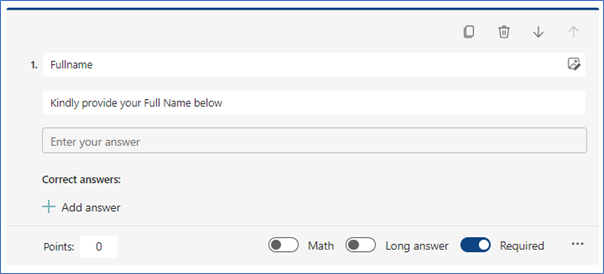 1. Fullname
Kindly provide your Full Name below
Enter your answer
Correct answers:
Add answer
Points: 0 Math Long answer Required